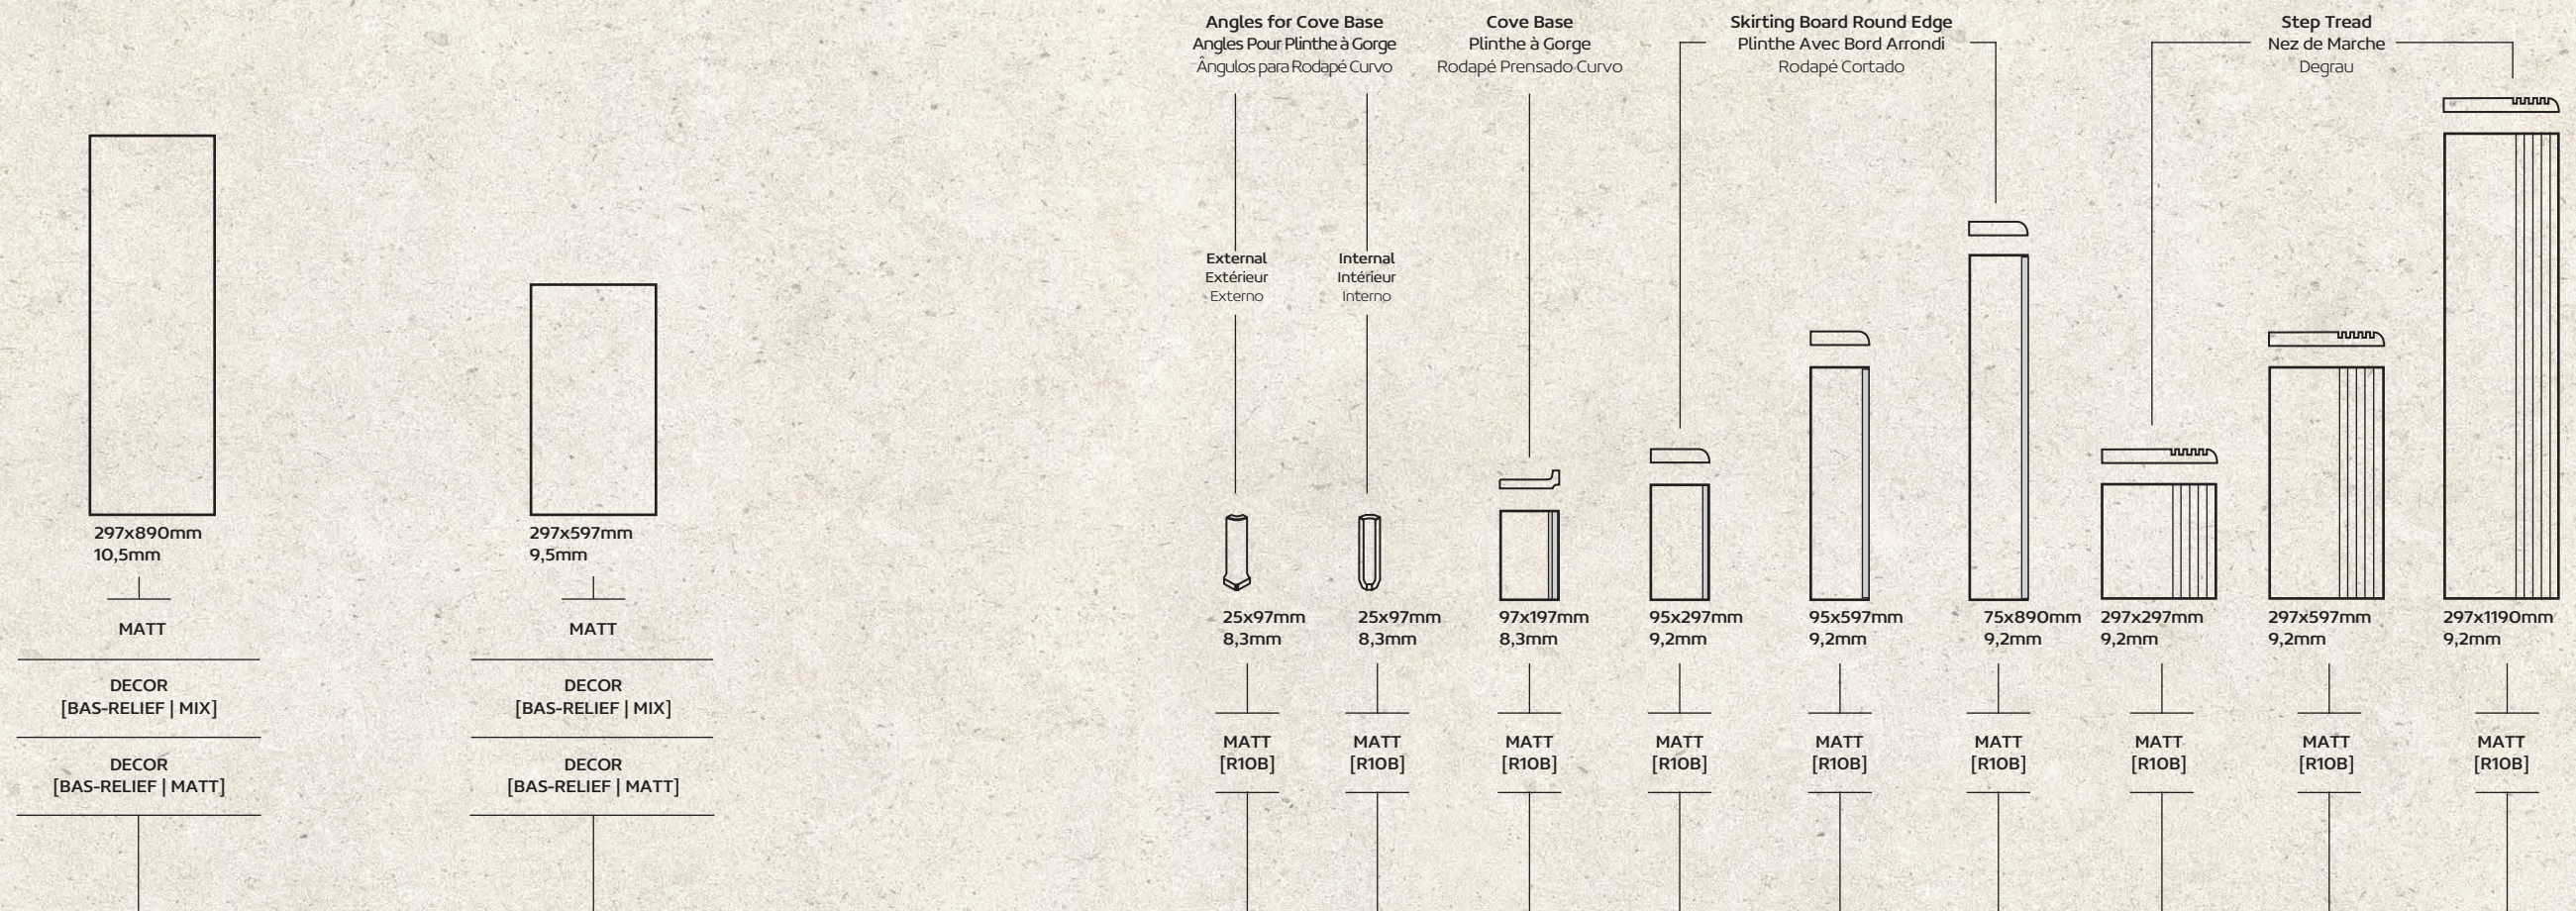 Angles for Cove Base
Angles Pour Plinthe à Gorge
Ângulos para Rodapé Curvo
Cove Base
Plinthe à Gorge
Rodapé Prensado Curvo
Skirting Board Round Edge
Plinthe Avec Bord Arrondi
Rodapé Cortado
Step Tread
Nez de Marche
Degrau
External
Extérieur
Externo
Internal
Intérieur
Interno
297x890mm
10,5mm
MATT
DECOR
[BAS-RELIEF | MIX]
DECOR
[BAS-RELIEF | MATT]
297x597mm
9,5mm
MATT
DECOR
[BAS-RELIEF | MIX]
DECOR
[BAS-RELIEF | MATT]
25x97mm
8,3mm
MATT
[R10B]
25x97mm
8,3mm
MATT
[R10B]
97x197mm
8,3mm
MATT
[R10B]
95x297mm
9,2mm
MATT
[R10B]
95x597mm
9,2mm
MATT
[R10B]
75x890mm
9,2mm
MATT
[R10B]
297x297mm
9,2mm
MATT
[R10B]
297x597mm
9,2mm
MATT
[R10B]
297x1190mm
9,2mm
MATT
[R10B]